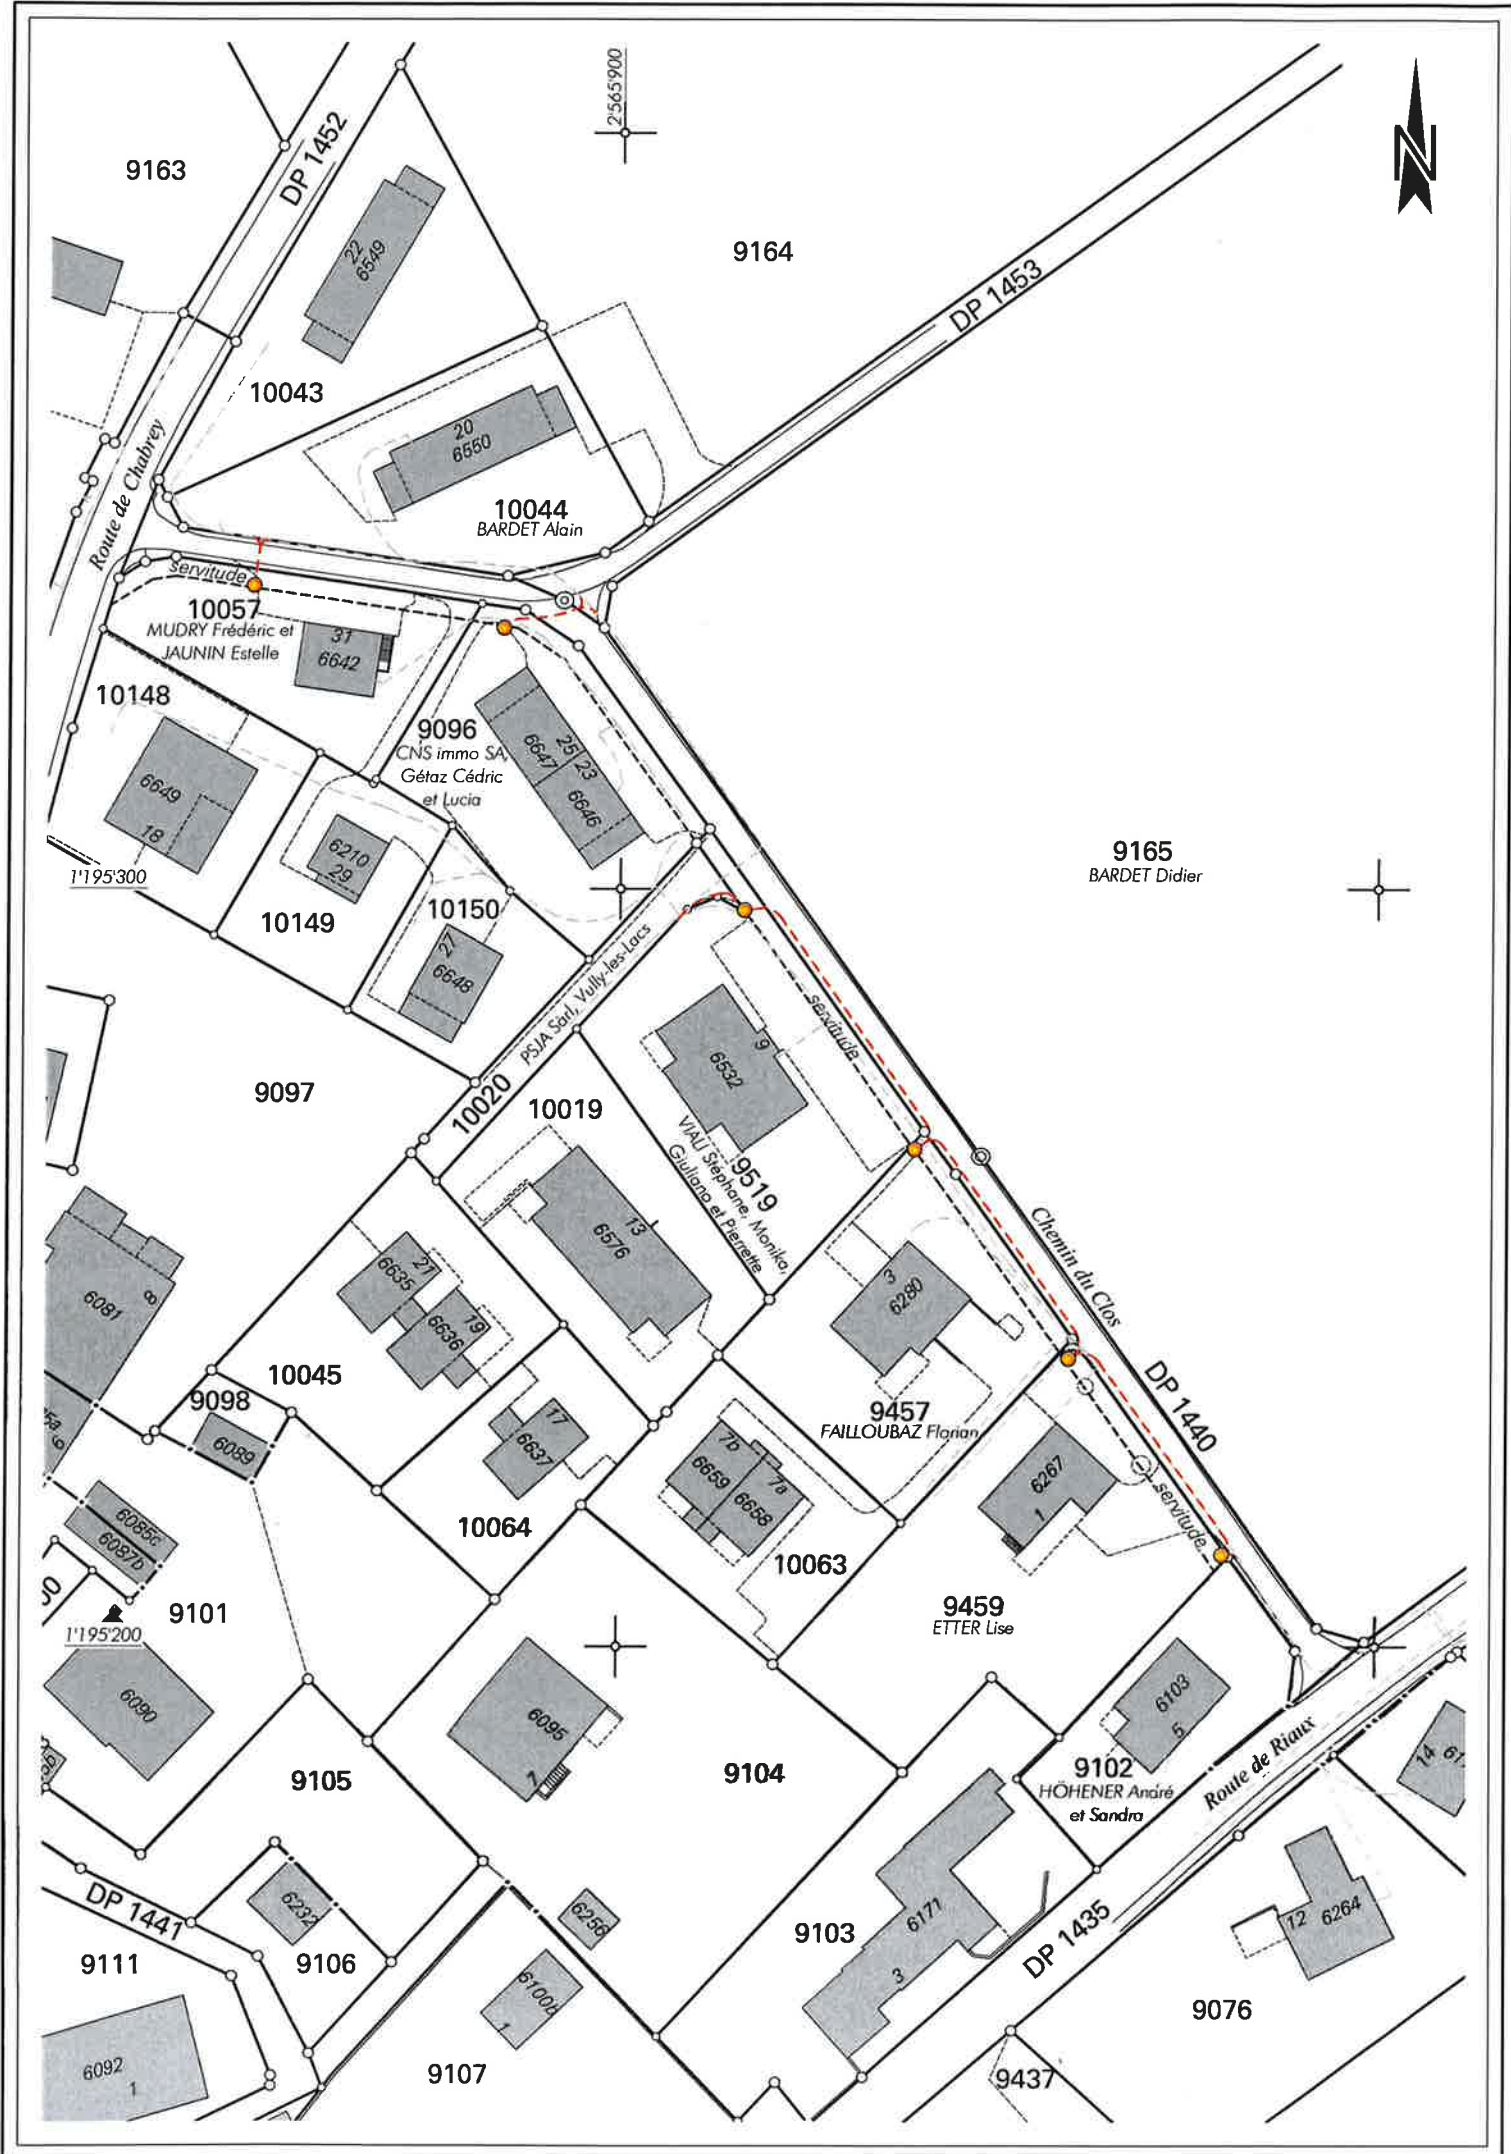 2'565'900
N
9163
DP 1452
22
6549
9164
DP 1453
10043
20
6550
Route de Chabrey
10044
BARDET Alain
servitude
10057
MUDRY Frédéric et
JAUNIN Estelle
31
6642
10148
9096
CNS immo SA,
Gétaz Cédric
et Lucia
25
6647
23
6646
6649
18
1'195'300
6210
29
10149
10150
27
6648
9165
BARDET Didier
PSJA Sàrl, Vully-les-Lacs
servitude
9
6532
9097
10020
10019
VIALI Stéphane, Monika,
Giuliano et Pierrette
9519
13
6576
Chemin du Clos
6081
8
21
6635
19
6636
3
6280
10045
DP 1440
9098
6089
9457
FAILLOUBAZ Florian
17
6637
7b
6659
7a
6658
6267
1
servitude
6085c
6087b
10064
10063
9101
1'195'200
9459
ETTER Lise
6090
6095
7
6103
5
9105
9104
9102
HÖHENER André
et Sandra
Route de Riaux
14
DP 1441
6232
6256
9103
6171
3
DP 1435
12
6264
9111
9106
6100b
1
9076
6092
1
9107
9437